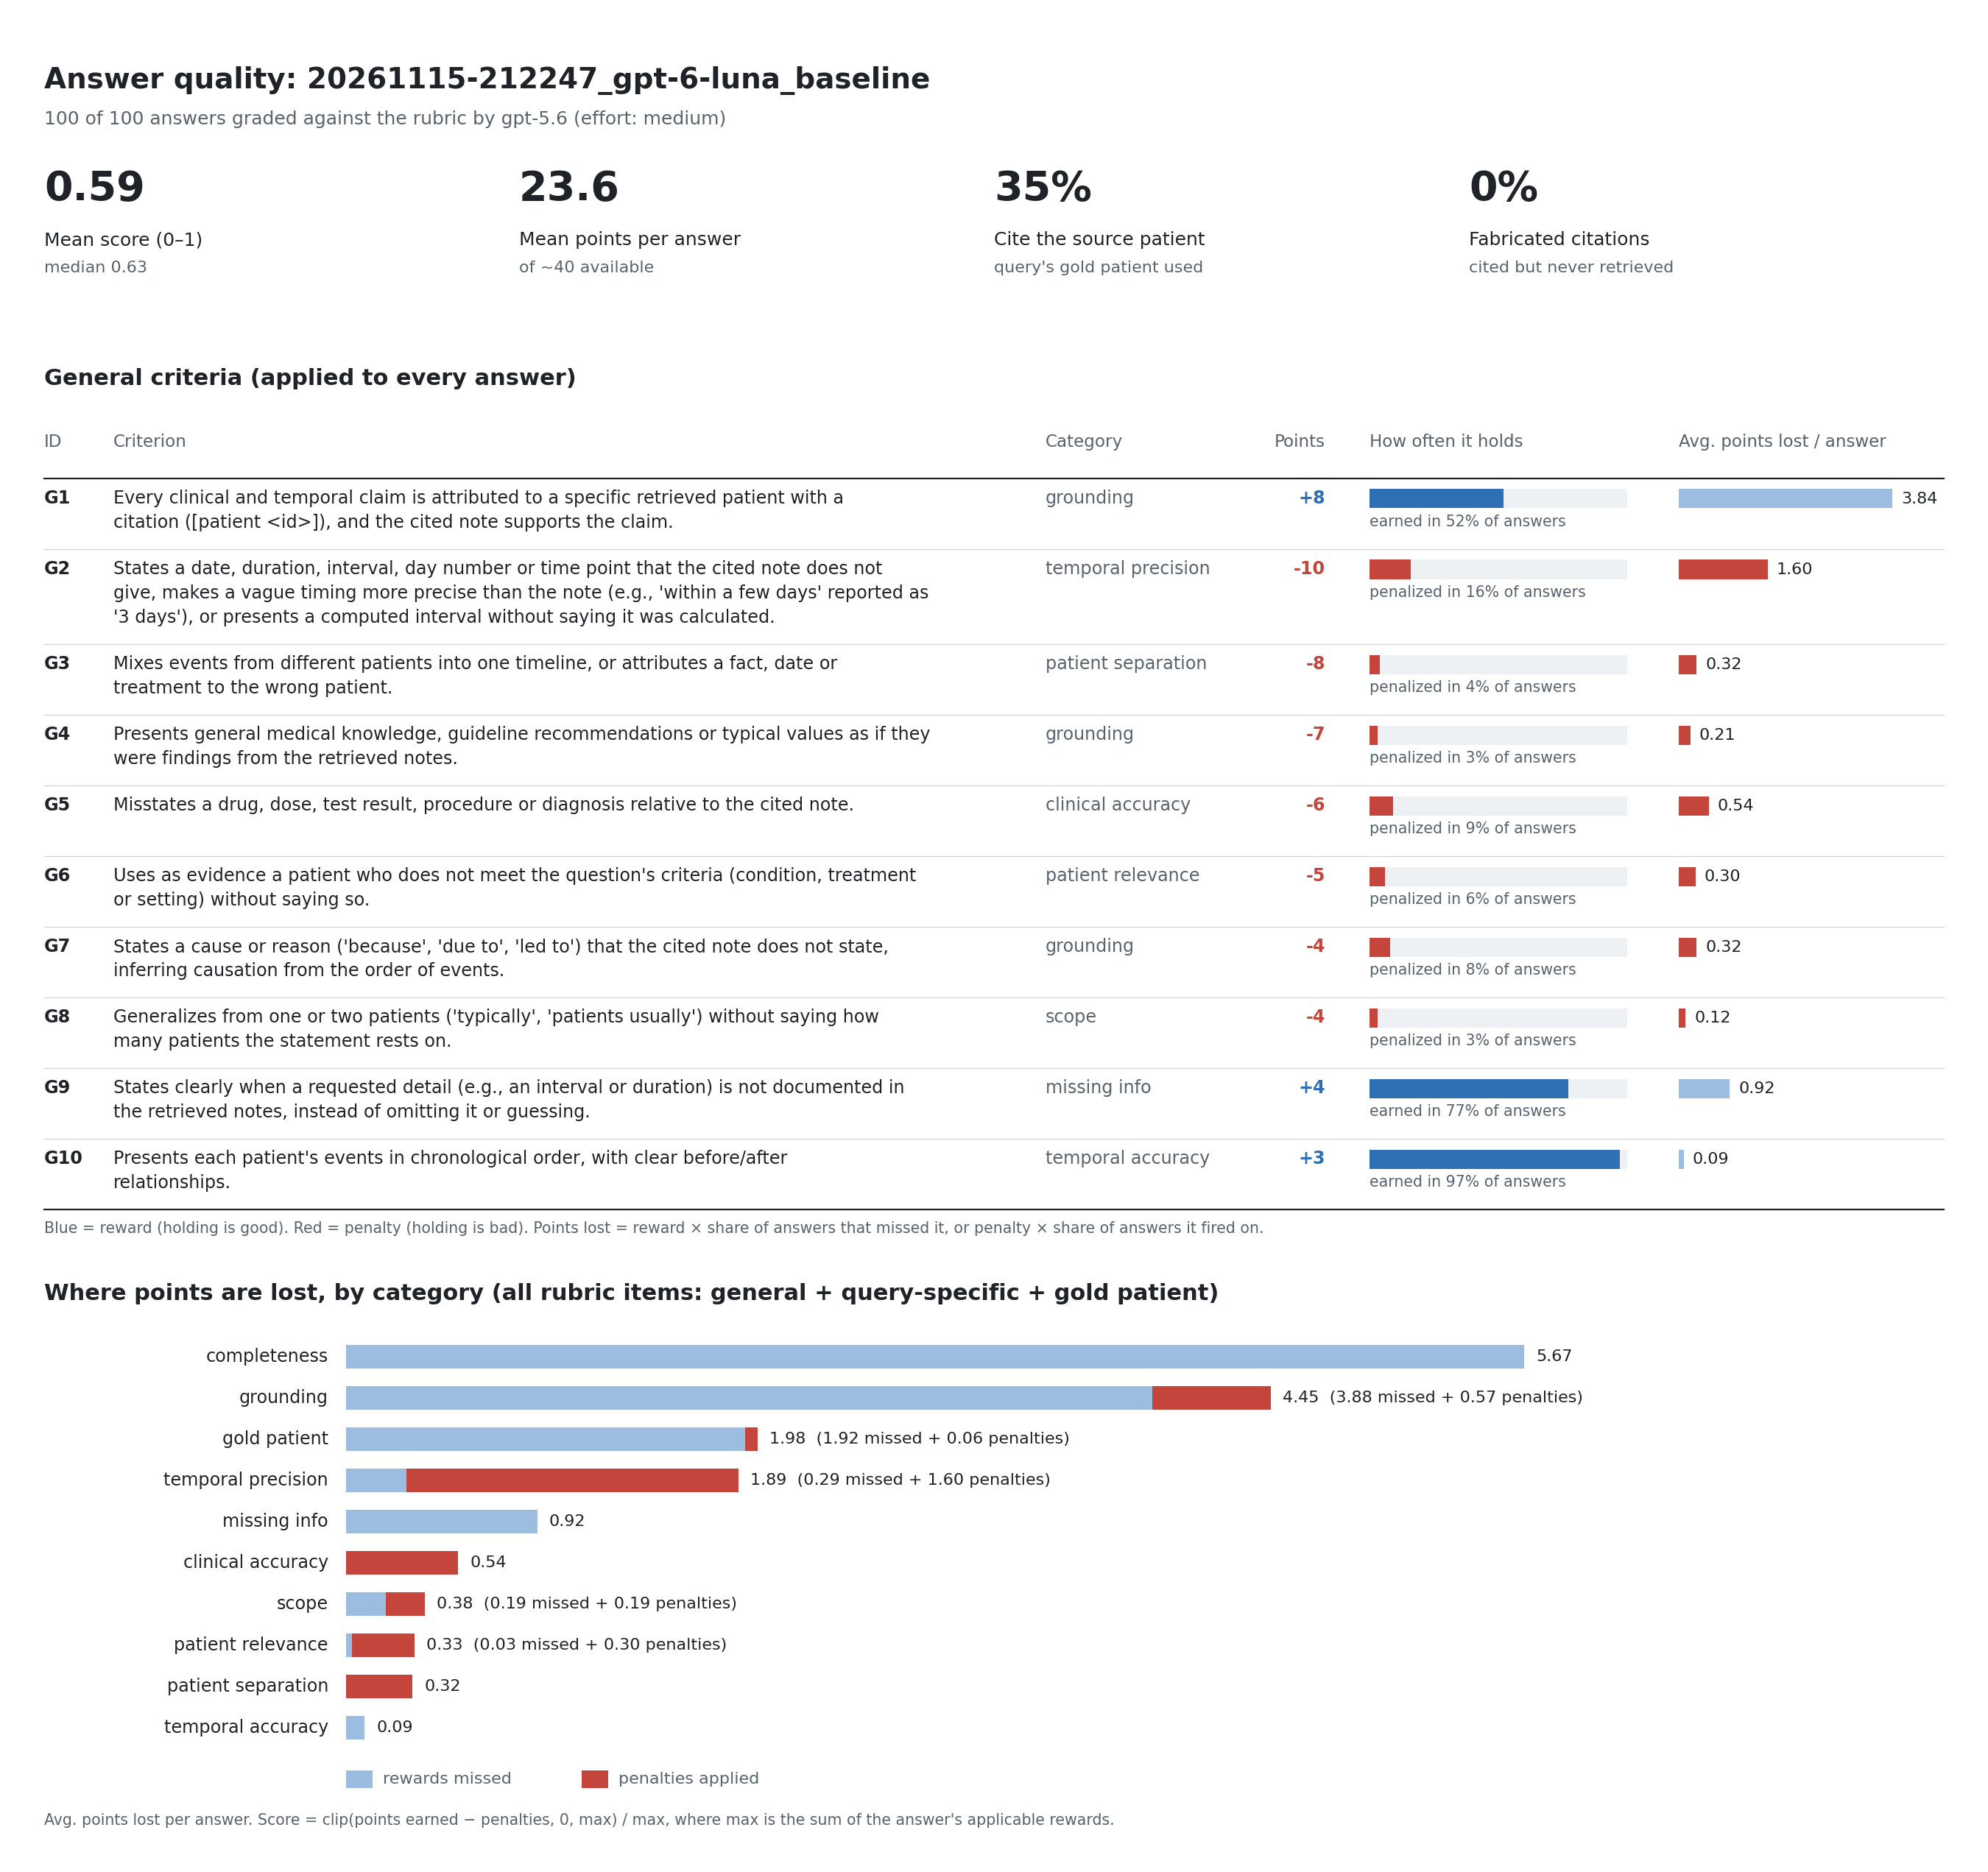 Answer quality: 20261115-212247_gpt-6-luna_baseline
100 of 100 answers graded against the rubric by gpt-5.6 (effort: medium)
0.59 23.6 35% 0%
Mean score (0–1) Mean points per answer Cite the source patient Fabricated citations
median 0.63 of ~40 available query's gold patient used cited but never retrieved
General criteria (applied to every answer)
ID Criterion Category Points How often it holds Avg. points lost / answer
G1 Every clinical and temporal claim is attributed to a specific retrieved patient with a grounding +8 3.84
citation ([patient <id>]), and the cited note supports the claim. earned in 52% of answers
G2 States a date, duration, interval, day number or time point that the cited note does not temporal precision -10 1.60
give, makes a vague timing more precise than the note (e.g., 'within a few days' reported as penalized in 16% of answers
'3 days'), or presents a computed interval without saying it was calculated.
G3 Mixes events from different patients into one timeline, or attributes a fact, date or patient separation -8 0.32
treatment to the wrong patient. penalized in 4% of answers
G4 Presents general medical knowledge, guideline recommendations or typical values as if they grounding -7 0.21
were findings from the retrieved notes. penalized in 3% of answers
G5 Misstates a drug, dose, test result, procedure or diagnosis relative to the cited note. clinical accuracy -6 0.54
penalized in 9% of answers
G6 Uses as evidence a patient who does not meet the question's criteria (condition, treatment patient relevance -5 0.30
or setting) without saying so. penalized in 6% of answers
G7 States a cause or reason ('because', 'due to', 'led to') that the cited note does not state, grounding -4 0.32
inferring causation from the order of events. penalized in 8% of answers
G8 Generalizes from one or two patients ('typically', 'patients usually') without saying how scope -4 0.12
many patients the statement rests on. penalized in 3% of answers
G9 States clearly when a requested detail (e.g., an interval or duration) is not documented in missing info +4 0.92
the retrieved notes, instead of omitting it or guessing. earned in 77% of answers
G10 Presents each patient's events in chronological order, with clear before/after temporal accuracy +3 0.09
relationships. earned in 97% of answers
Blue = reward (holding is good). Red = penalty (holding is bad). Points lost = reward × share of answers that missed it, or penalty × share of answers it fired on.
Where points are lost, by category (all rubric items: general + query-specific + gold patient)
completeness 5.67
grounding 4.45 (3.88 missed + 0.57 penalties)
gold patient 1.98 (1.92 missed + 0.06 penalties)
temporal precision 1.89 (0.29 missed + 1.60 penalties)
missing info 0.92
clinical accuracy 0.54
scope 0.38 (0.19 missed + 0.19 penalties)
patient relevance 0.33 (0.03 missed + 0.30 penalties)
patient separation 0.32
temporal accuracy 0.09
rewards missed penalties applied
Avg. points lost per answer. Score = clip(points earned − penalties, 0, max) / max, where max is the sum of the answer's applicable rewards.